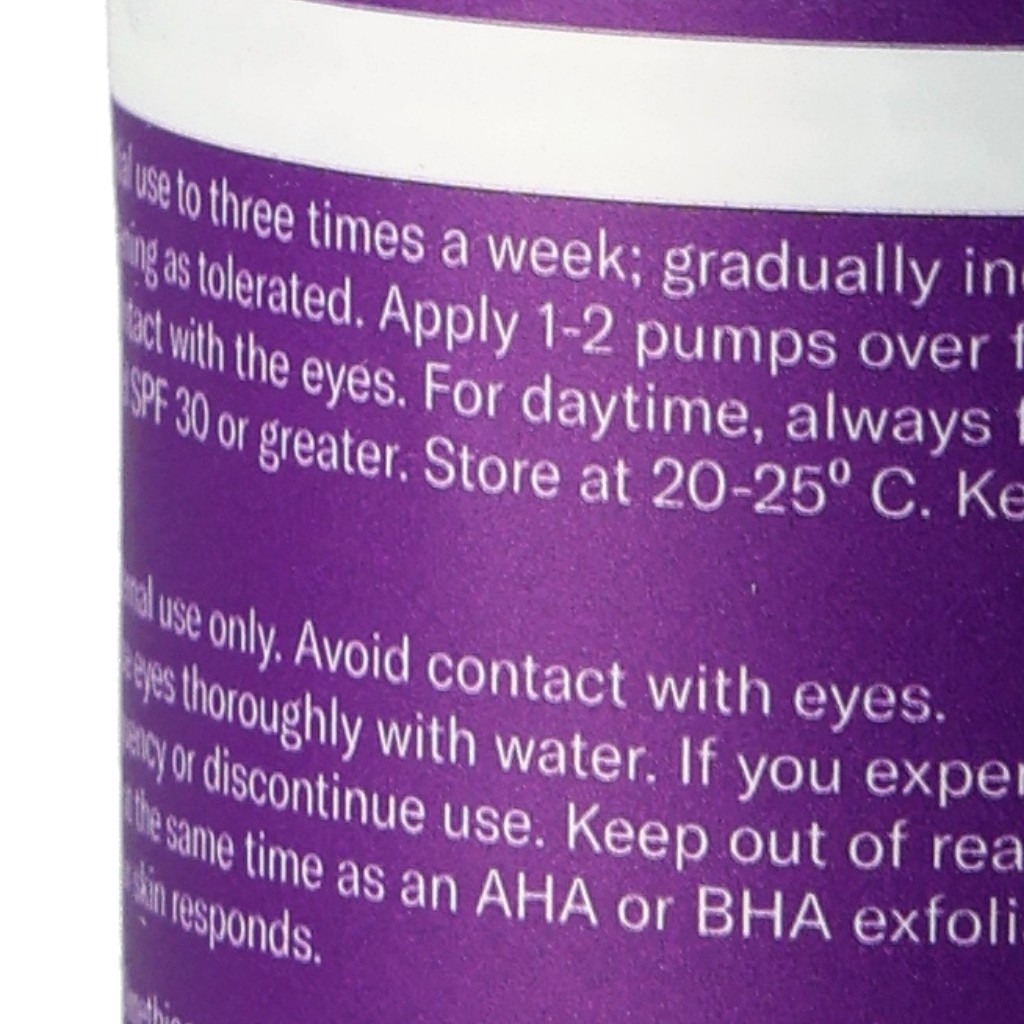 use to three times a week; gradually in
as tolerated. Apply 1-2 pumps over f
with the eyes. For daytime, always f
SPF 30 or greater. Store at 20-25º C. Ke
use only. Avoid contact with eyes.
eyes thoroughly with water. If you exper
or discontinue use. Keep out of rea
the same time as an AHA or BHA exfoli
skin responds.